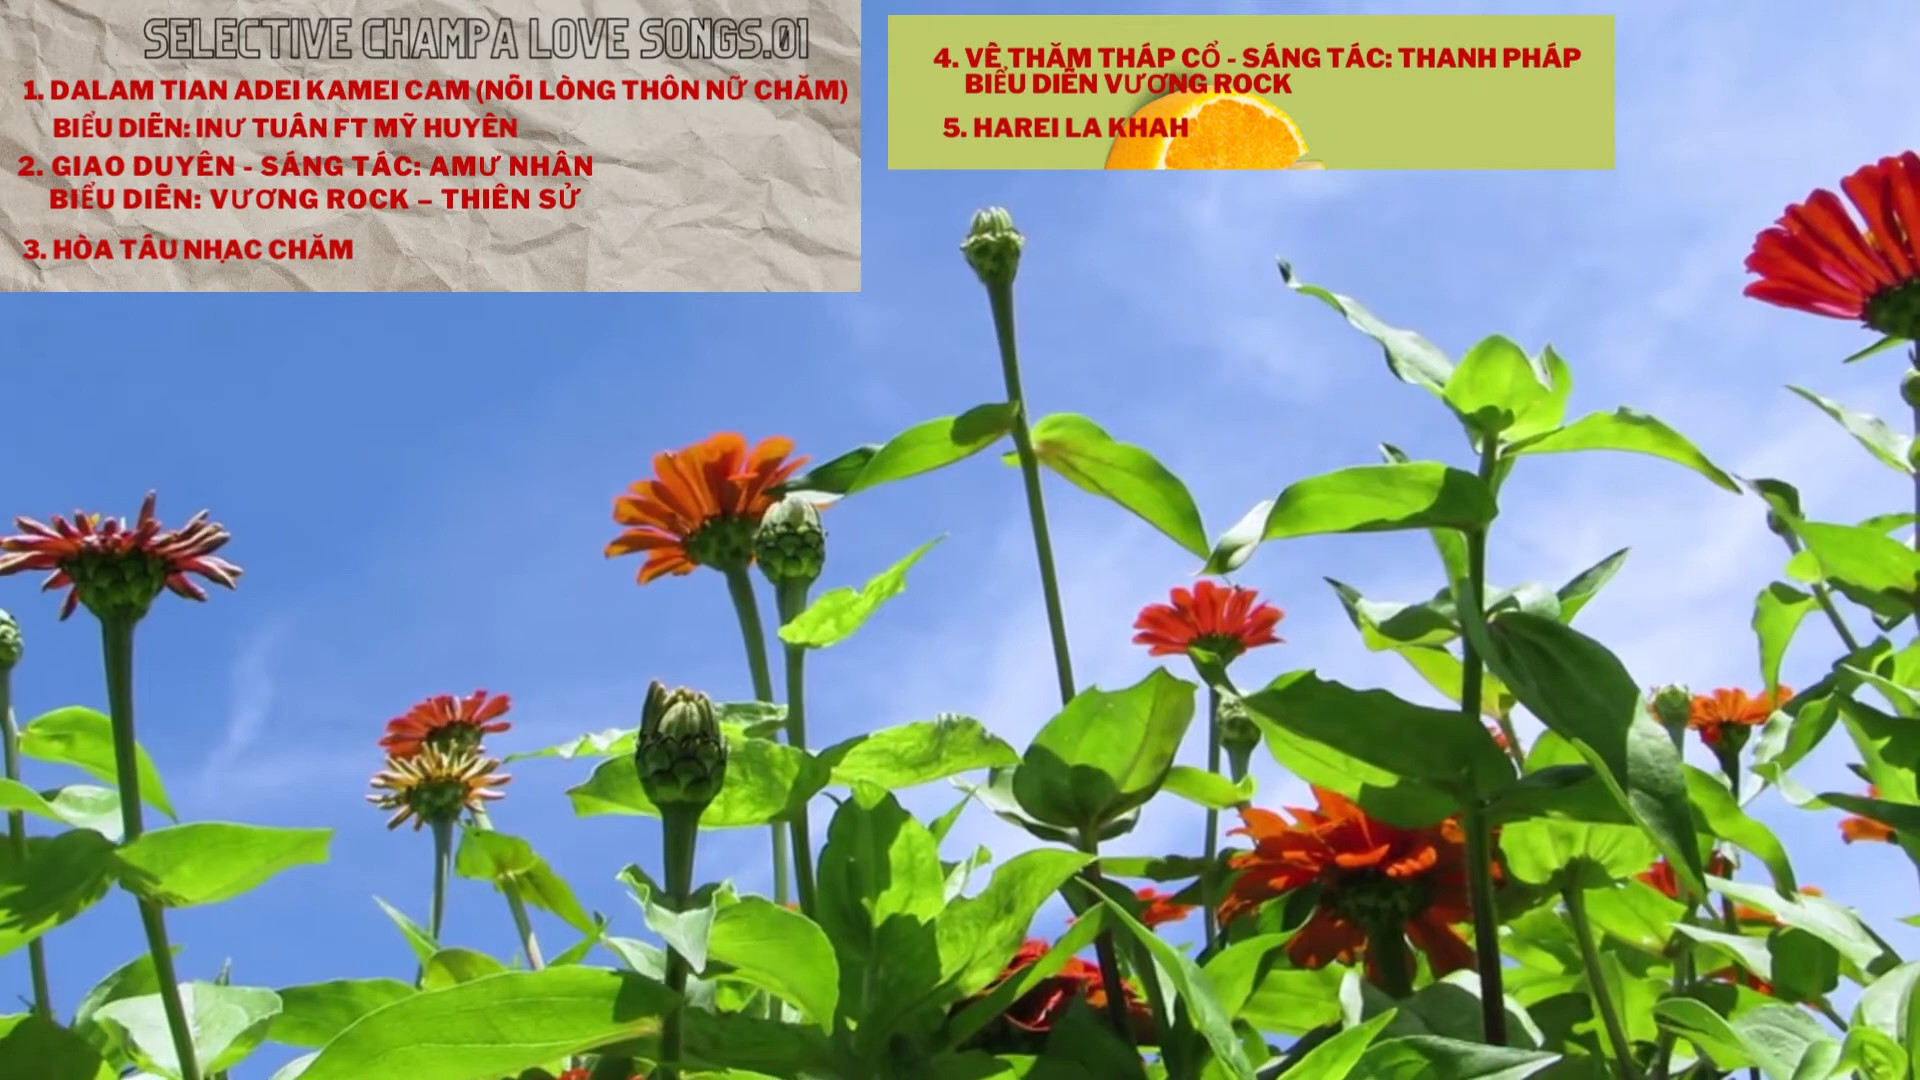 SELECTIVE CHAMPA LOVE SONGS.01
1. DALAM TIAN ADEI KAMEI CAM (NỖI LÒNG THÔN NỮ CHĂM)
BIỂU DIỄN: INƯ TUÂN FT MỸ HUYÊN
2. GIAO DUYÊN - SÁNG TÁC: AMƯ NHÂN
BIỂU DIỄN: VƯƠNG ROCK – THIÊN SỬ
3. HÒA TẤU NHẠC CHĂM
4. VỀ THĂM THÁP CỔ - SÁNG TÁC: THANH PHÁP
BIỂU DIỄN VƯƠNG ROCK
5. HAREI LA KHAH